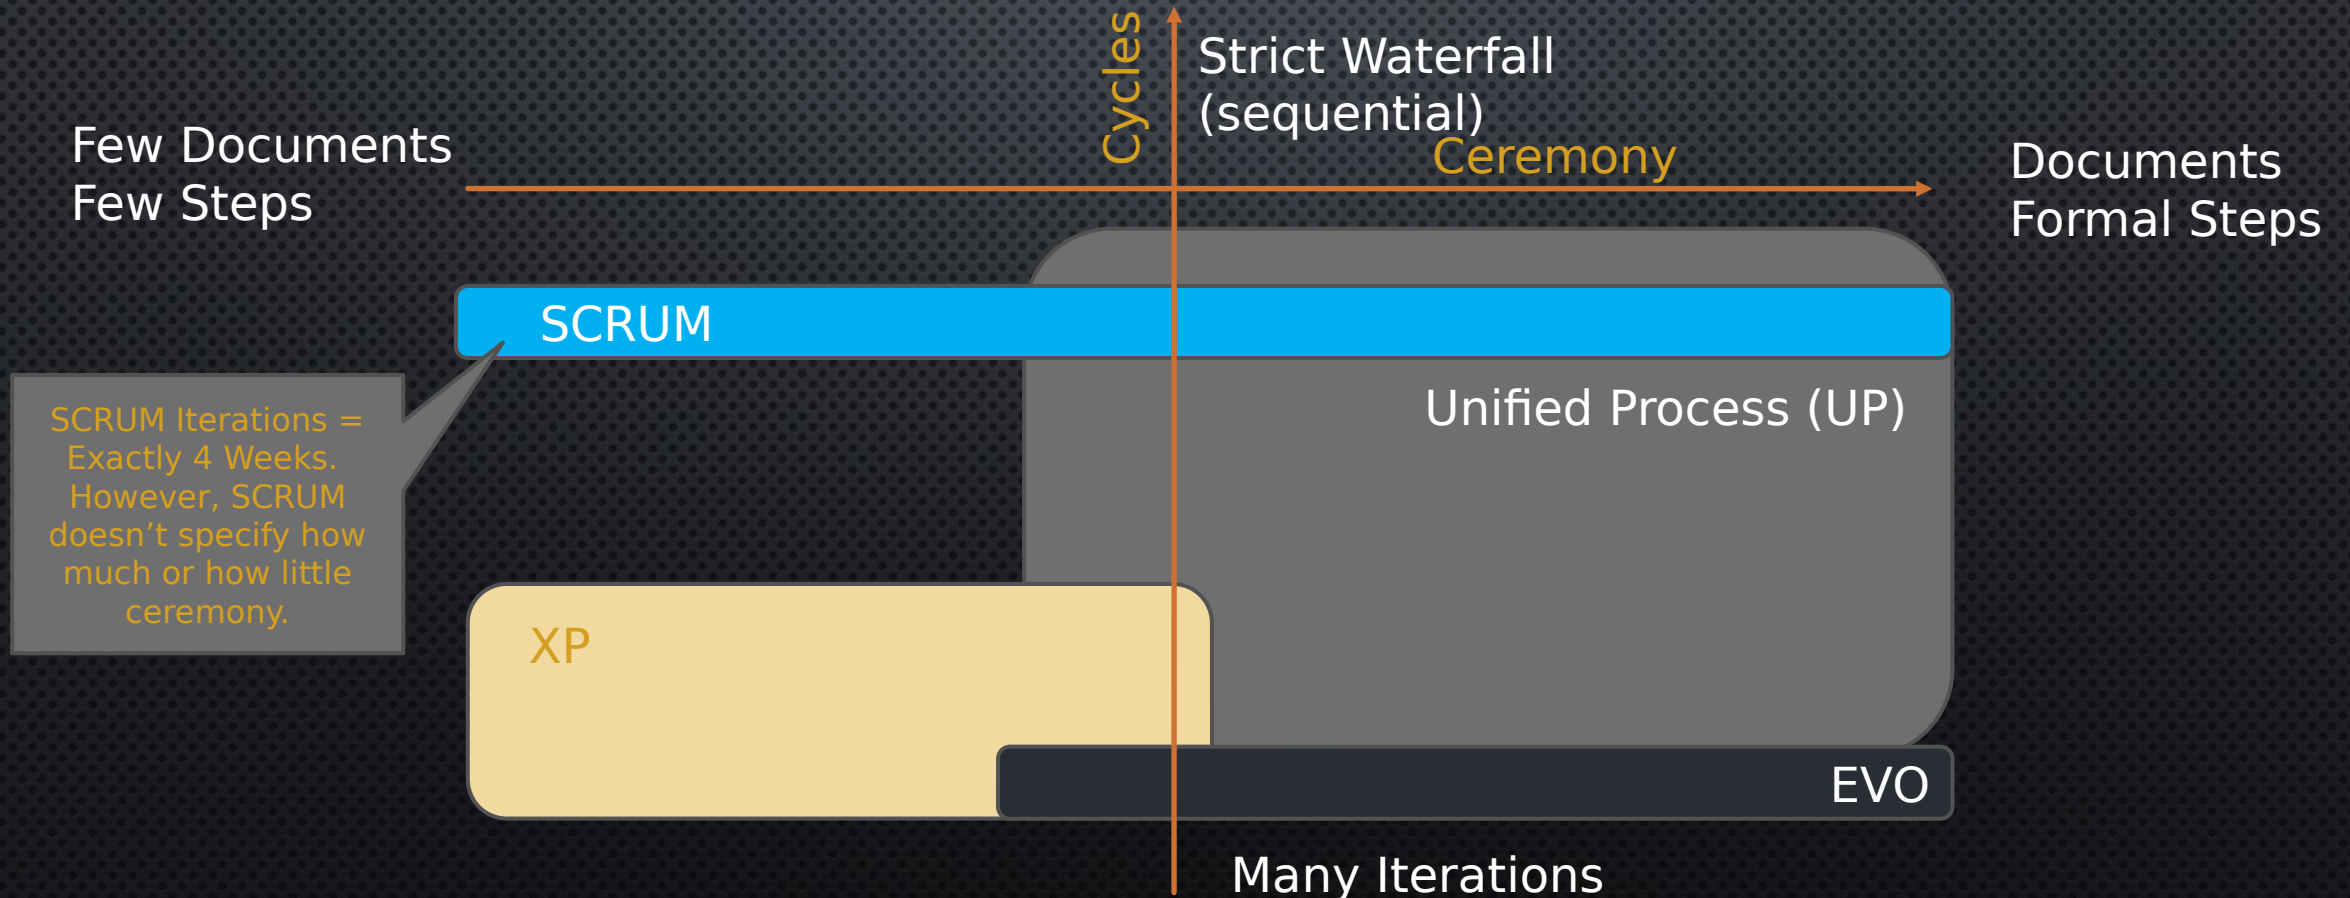 Cycles
Strict Waterfall
(sequential)
Ceremony
Few Documents
Few Steps
Documents
Formal Steps
SCRUM
SCRUM Iterations =
Exactly 4 Weeks.
However, SCRUM
doesn’t specify how
much or how little
ceremony.
Unified Process (UP)
XP
EVO
Many Iterations